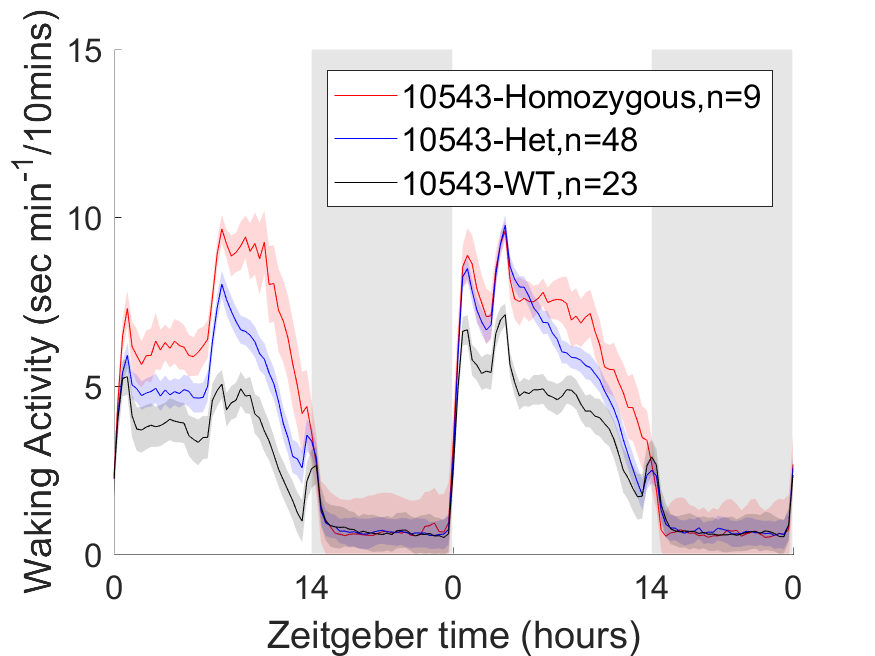 Waking Activity (sec min⁻¹/10mins)
15
10
5
0
10543-Homozygous,n=9
10543-Het,n=48
10543-WT,n=23
0 14 0 14 0
Zeitgeber time (hours)